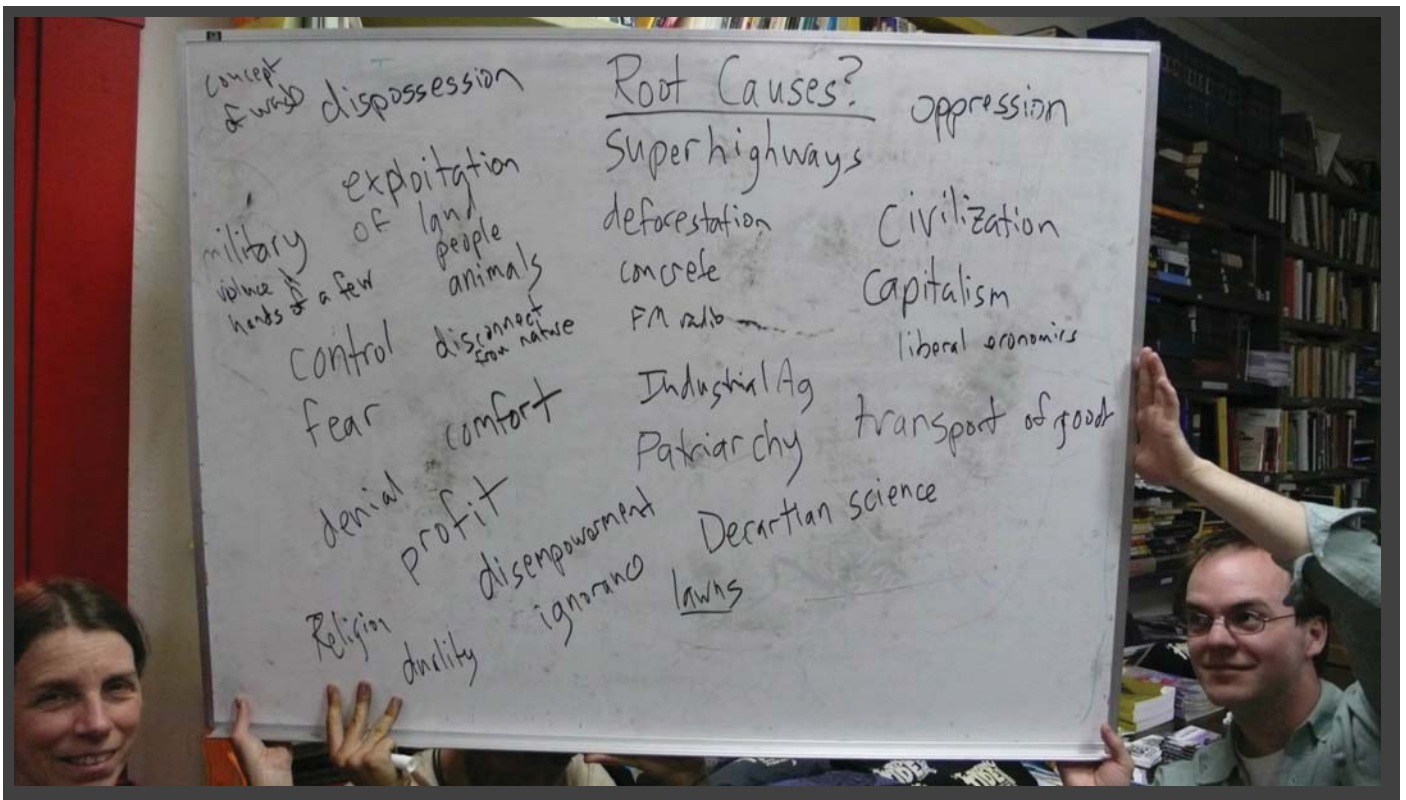 Root Causes?
concept
of waste
dispossession
oppression
superhighways
exploitation
of land
people
animals
deforestation
Civilization
military
violence in
hands of a few
concrete
Capitalism
FM radio
liberal economics
control
disconnect
from nature
Industrial Ag
fear
comfort
Patriarchy
transport of goods
denial
profit
disempowerment
Decartian science
ignorance
lawns
Religion
duality